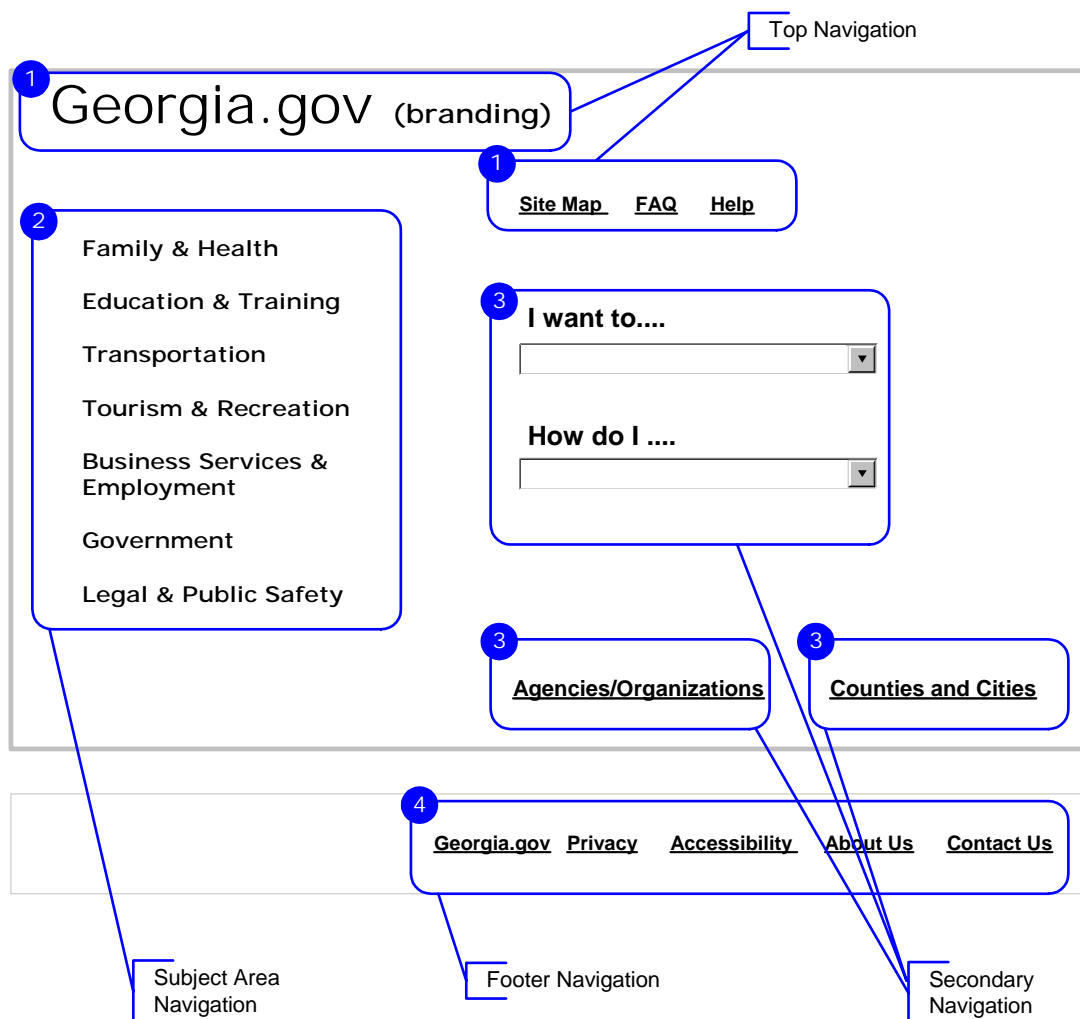 Top Navigation
1
Georgia.gov (branding)
1
Site Map FAQ Help
2
Family & Health
Education & Training
Transportation
Tourism & Recreation
Business Services &
Employment
Government
Legal & Public Safety
3
I want to....
How do I ....
3
Agencies/Organizations
3
Counties and Cities
4
Georgia.gov Privacy Accessibility About Us Contact Us
Subject Area
Navigation
Footer Navigation
Secondary
Navigation